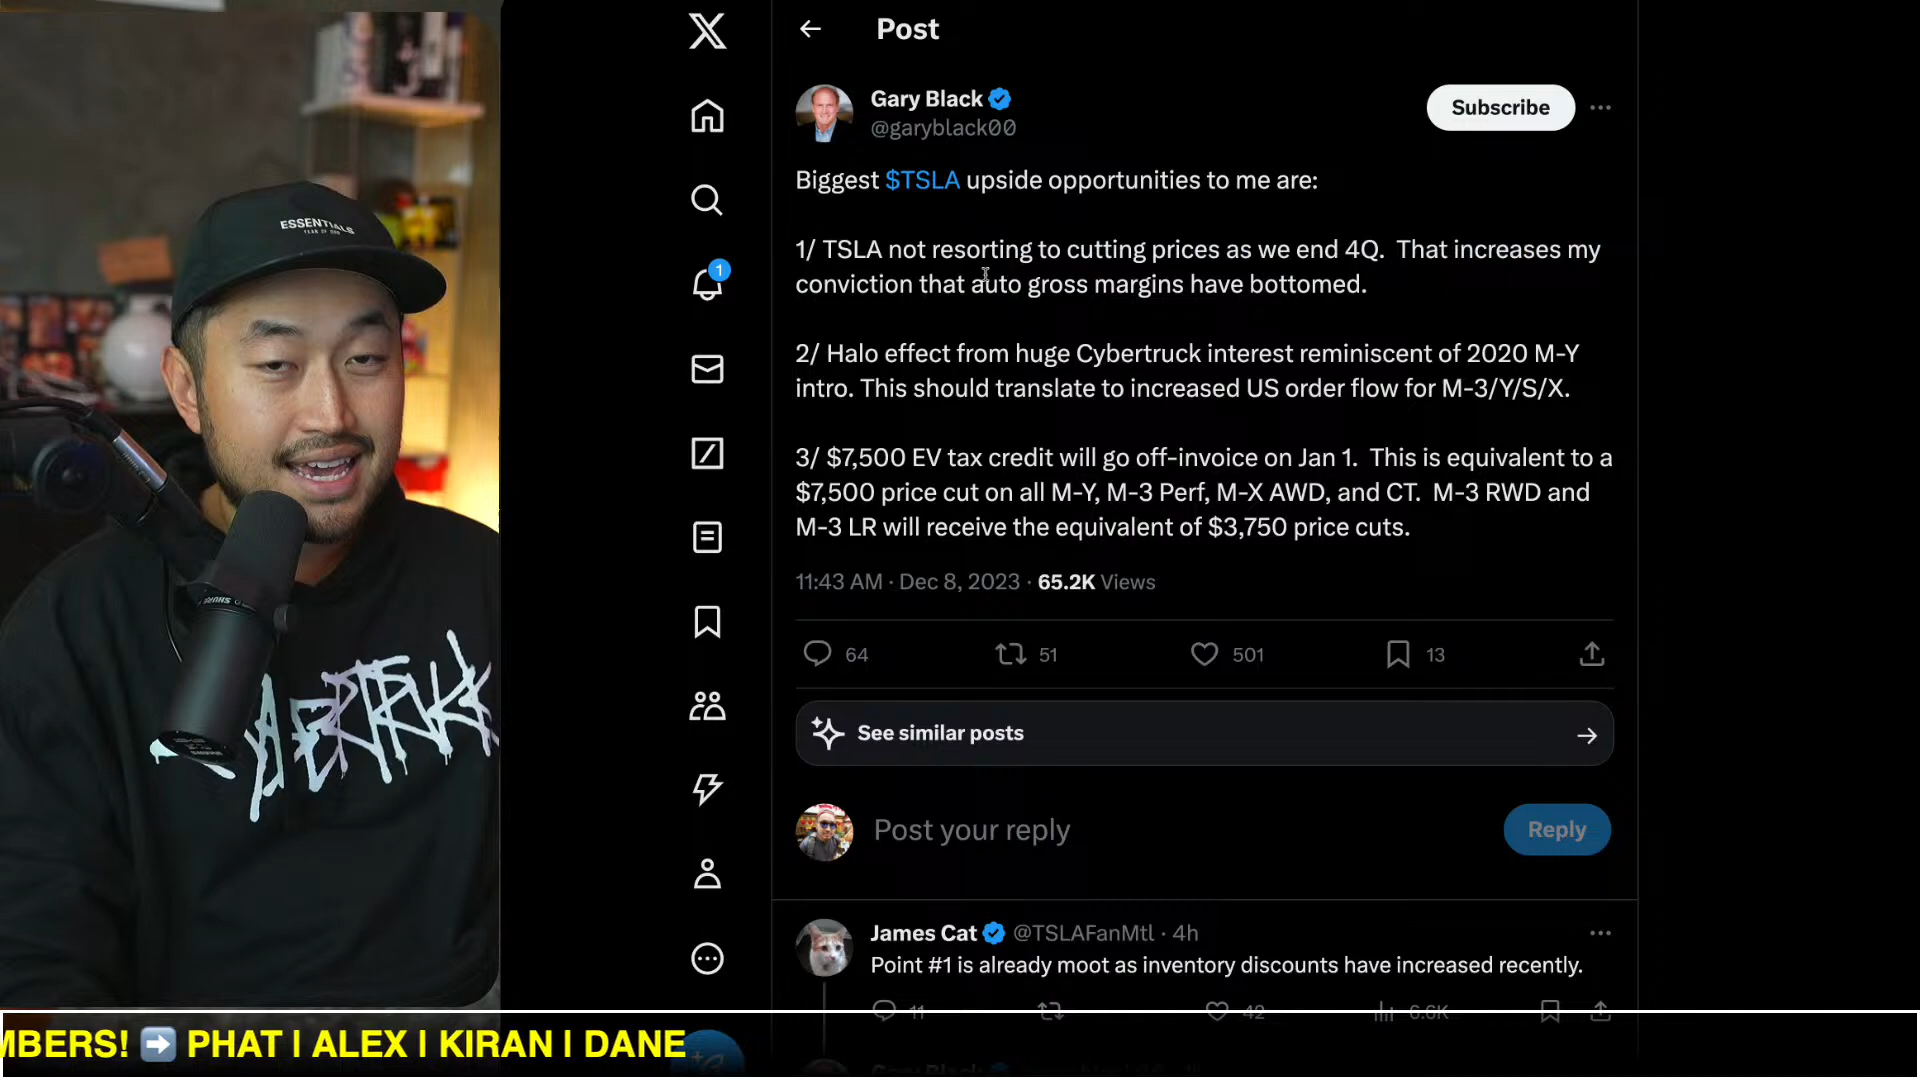 Post
Gary Black
@garyblack00
Subscribe
Biggest $TSLA upside opportunities to me are:
1/ TSLA not resorting to cutting prices as we end 4Q.  That increases my
conviction that auto gross margins have bottomed.
2/ Halo effect from huge Cybertruck interest reminiscent of 2020 M-Y
intro. This should translate to increased US order flow for M-3/Y/S/X.
3/ $7,500 EV tax credit will go off-invoice on Jan 1.  This is equivalent to a
$7,500 price cut on all M-Y, M-3 Perf, M-X AWD, and CT.  M-3 RWD and
M-3 LR will receive the equivalent of $3,750 price cuts.
11:43 AM · Dec 8, 2023 · 65.2K Views
64 51 501 13
See similar posts
Post your reply
Reply
James Cat @TSLAFanMtl · 4h
Point #1 is already moot as inventory discounts have increased recently.
11 42 6.6K
Gary Black
MBERS! ➡️ PHAT | ALEX | KIRAN | DANE
1
ESSENTIALS
SHURE